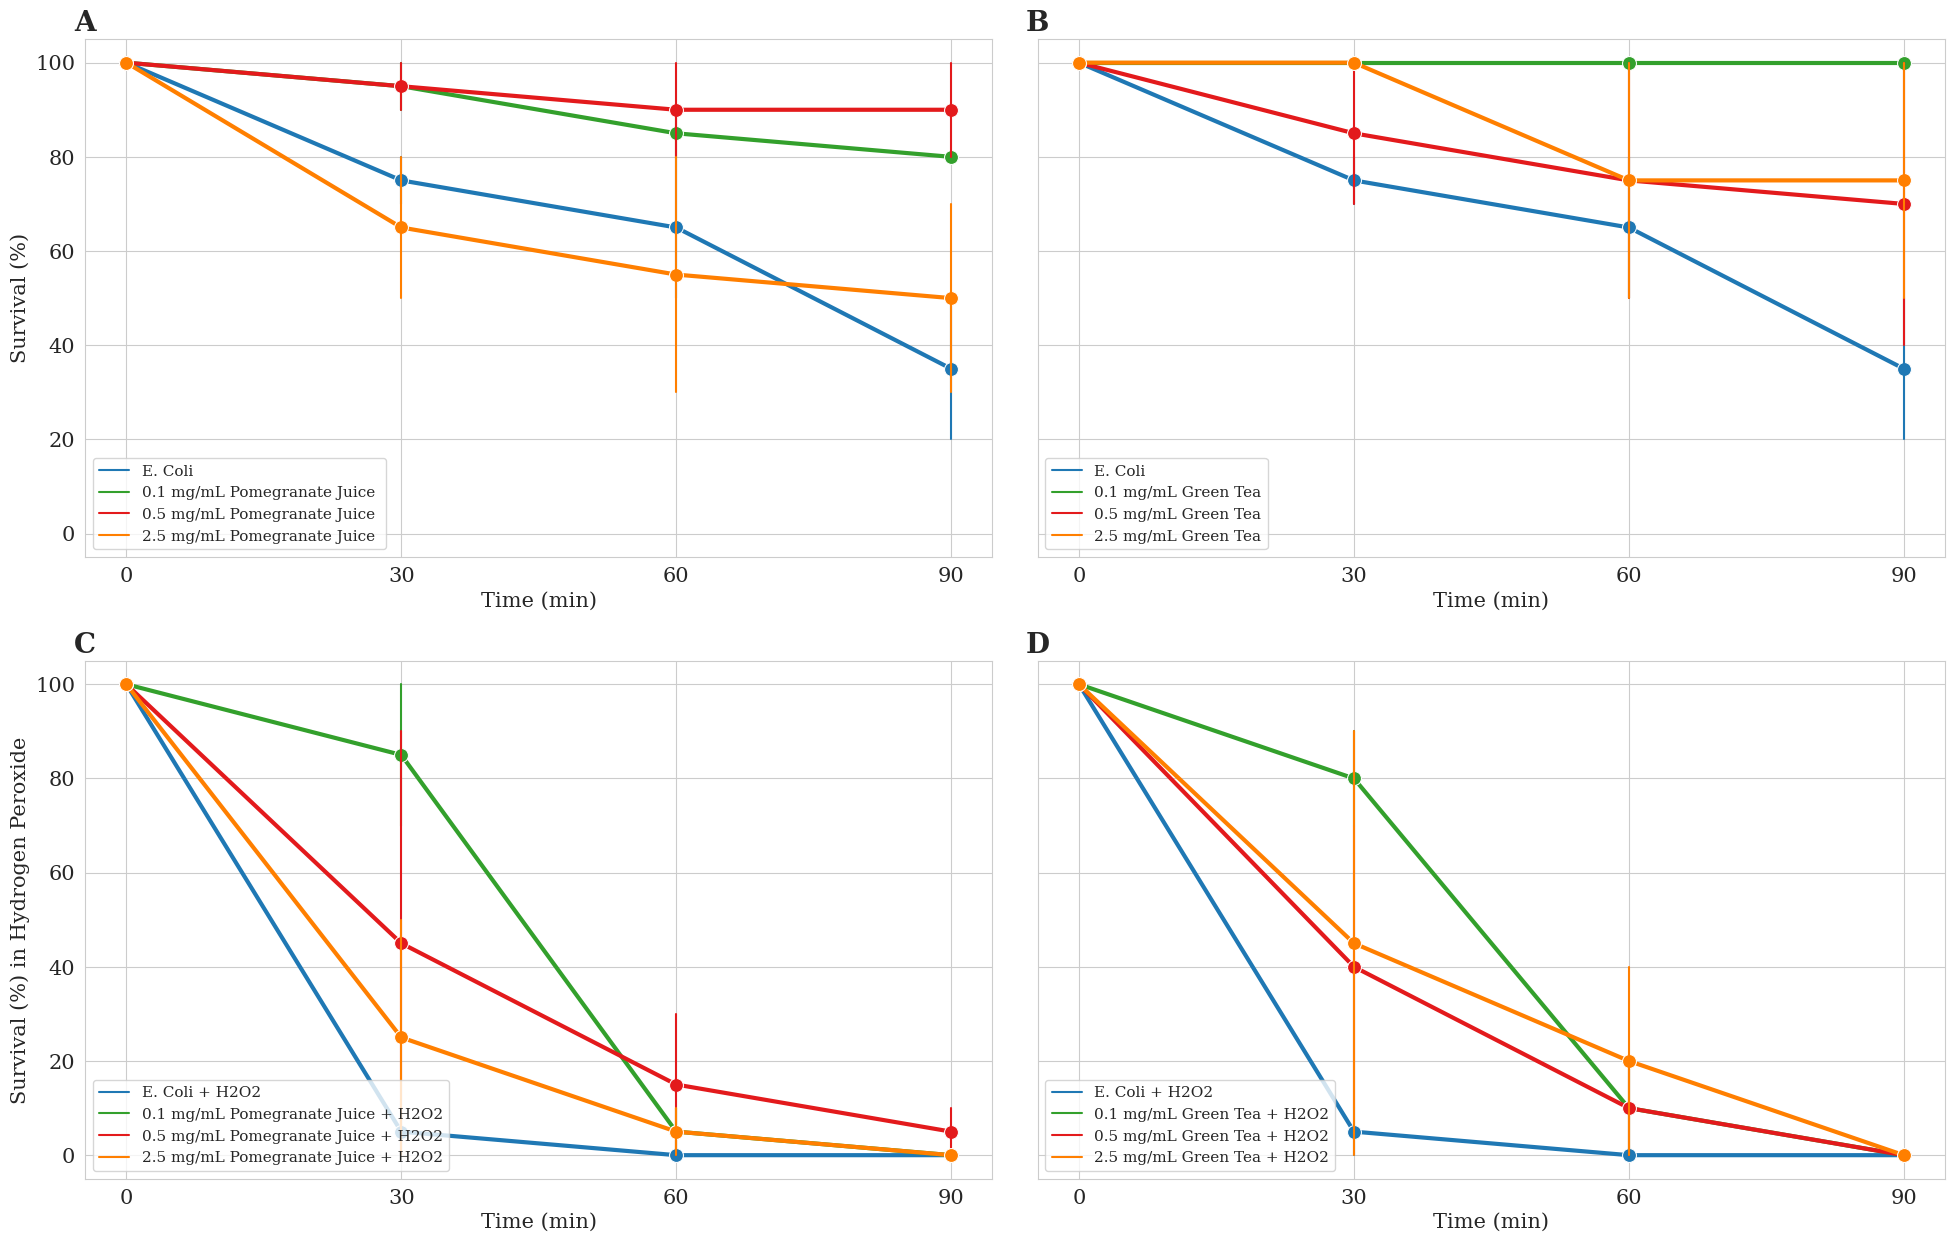 A
B
100
80
60
40
20
0
Survival (%)
E. Coli
0.1 mg/mL Pomegranate Juice
0.5 mg/mL Pomegranate Juice
2.5 mg/mL Pomegranate Juice
0 30 60 90
Time (min)
E. Coli
0.1 mg/mL Green Tea
0.5 mg/mL Green Tea
2.5 mg/mL Green Tea
0 30 60 90
Time (min)
C
D
100
80
60
40
20
0
Survival (%) in Hydrogen Peroxide
E. Coli + H2O2
0.1 mg/mL Pomegranate Juice + H2O2
0.5 mg/mL Pomegranate Juice + H2O2
2.5 mg/mL Pomegranate Juice + H2O2
0 30 60 90
Time (min)
E. Coli + H2O2
0.1 mg/mL Green Tea + H2O2
0.5 mg/mL Green Tea + H2O2
2.5 mg/mL Green Tea + H2O2
0 30 60 90
Time (min)